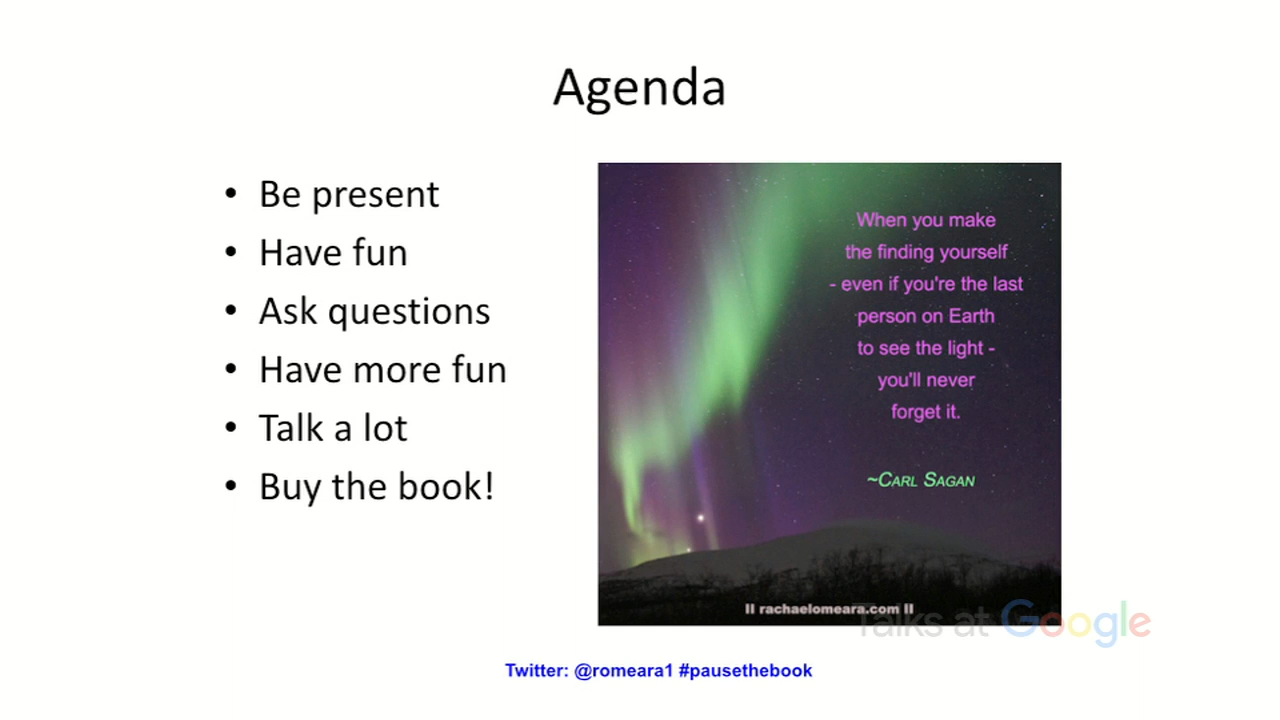 Agenda
• Be present
• Have fun
• Ask questions
• Have more fun
• Talk a lot
• Buy the book!
When you make
the finding yourself
- even if you're the last
person on Earth
to see the light -
you'll never
forget it.
~CARL SAGAN
II rachaelomeara.com II
Talks at Google
Twitter: @romeara1 #pausethebook